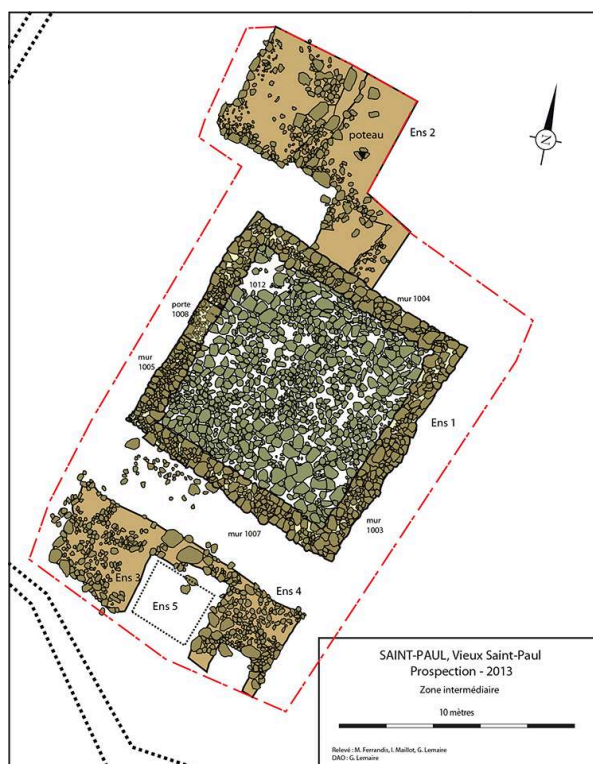 Ens 2
poteau
N
1012
mur 1004
porte
1008
mur
1005
Ens 1
mur
1003
mur 1007
Ens 3
Ens 4
Ens 5
SAINT-PAUL, Vieux Saint-Paul
Prospection - 2013
Zone intermédiaire
10 mètres
Relevé : M. Ferrandis, I. Maillot, G. Lemaire
DAO : G. Lemaire